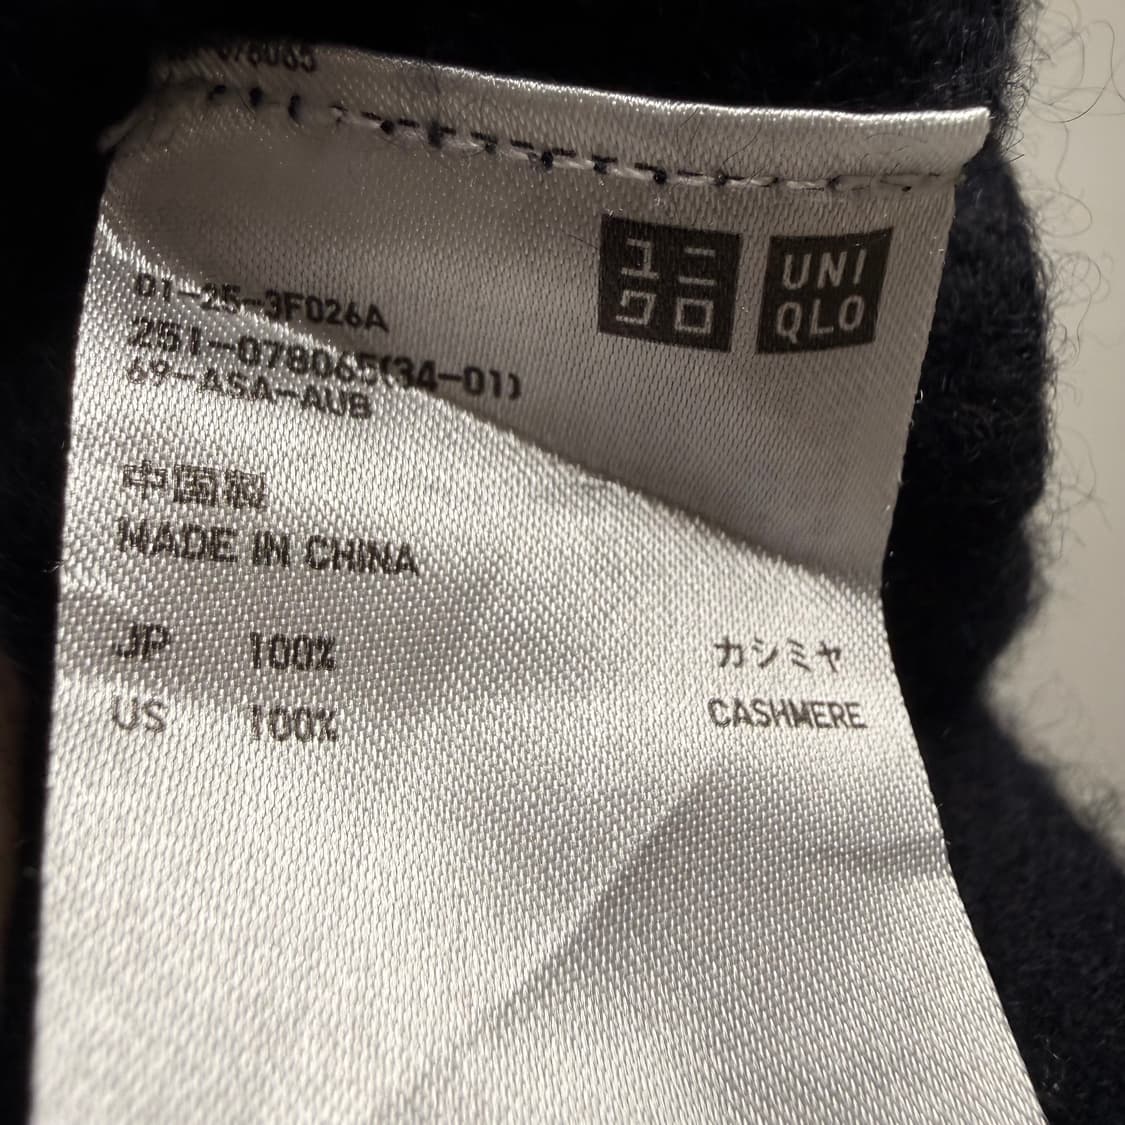 078065
ユニ
クロ
UNI
QLO
01-25-3F026A
251-078065(34-01)
69-ASA-AUB
中国製
MADE IN CHINA
JP 100% カシミヤ
US 100% CASHMERE